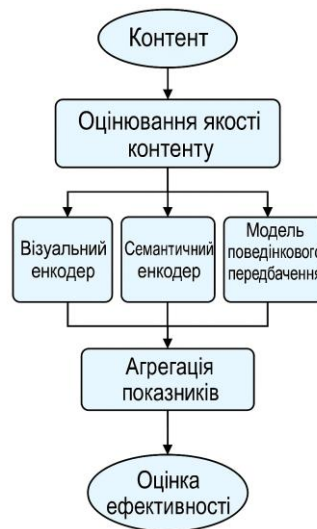 Контент
Оцінювання якості
контенту
Візуальний
енкодер
Семантичний
енкодер
Модель
поведінкового
передбачення
Агрегація
показників
Оцінка
ефективності